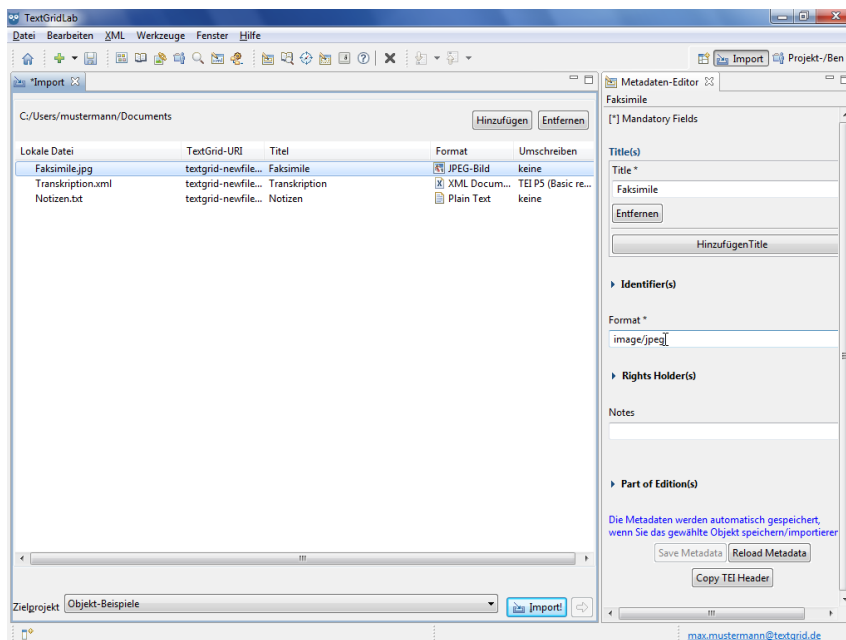 TextGridLab
Datei Bearbeiten XML Werkzeuge Fenster Hilfe
Import Projekt-/Ben
*Import
Metadaten-Editor
Faksimile
C:/Users/mustermann/Documents
Hinzufügen Entfernen
[*] Mandatory Fields
Lokale Datei TextGrid-URI Titel Format Umschreiben
Faksimile.jpg textgrid-newfile... Faksimile JPEG-Bild keine
Transkription.xml textgrid-newfile... Transkription XML Docum... TEI P5 (Basic re...
Notizen.txt textgrid-newfile... Notizen Plain Text keine
Title(s)
Title *
Faksimile
Entfernen
HinzufügenTitle
Identifier(s)
Format *
image/jpeg
Rights Holder(s)
Notes
Part of Edition(s)
Die Metadaten werden automatisch gespeichert,
wenn Sie das gewählte Objekt speichern/importieren
Save Metadata Reload Metadata
Copy TEI Header
Zielprojekt Objekt-Beispiele Import!
max.mustermann@textgrid.de